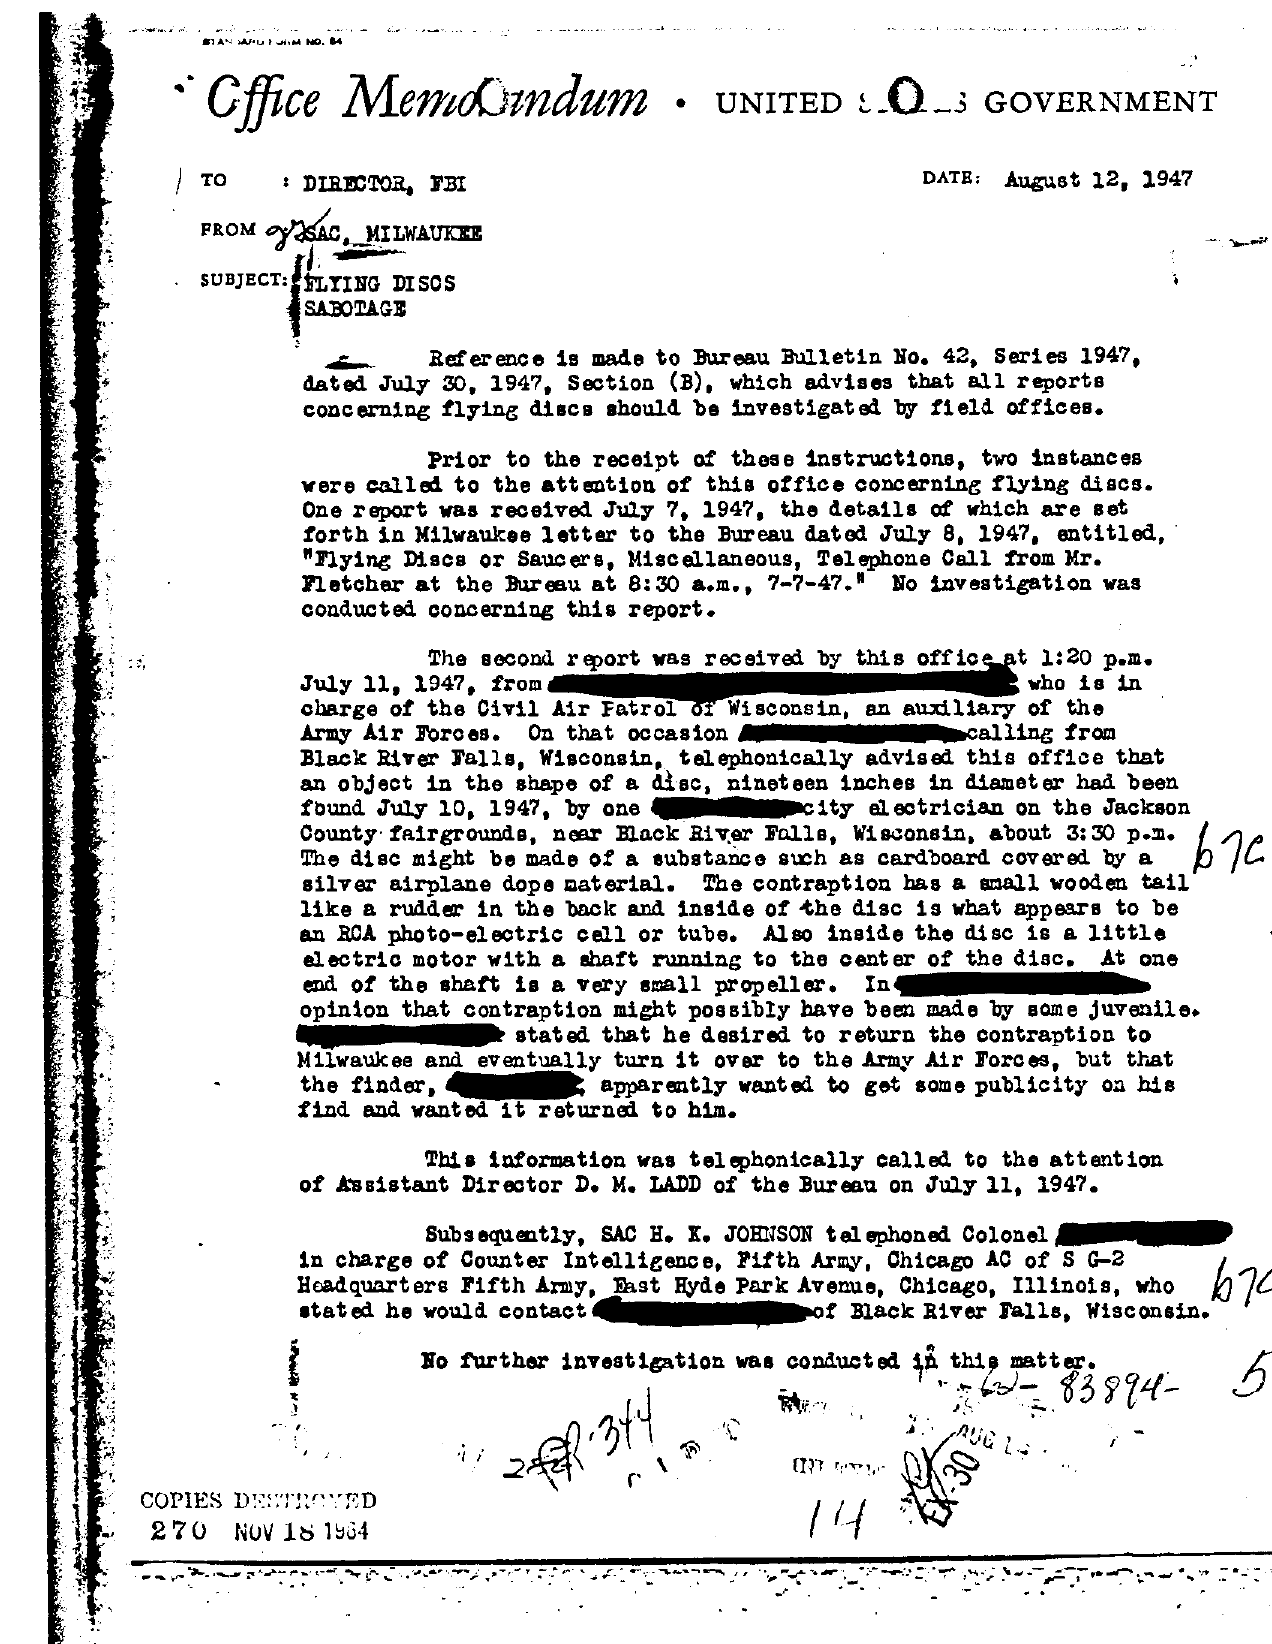 STANDARD FORM NO. 64
Office Memorandum • UNITED GOVERNMENT
TO : DIRECTOR, FBI DATE: August 12, 1947
FROM SAC, MILWAUKEE
SUBJECT: FLYING DISCS
SABOTAGE
Reference is made to Bureau Bulletin No. 42, Series 1947,
dated July 30, 1947, Section (B), which advises that all reports
concerning flying discs should be investigated by field offices.
Prior to the receipt of these instructions, two instances
were called to the attention of this office concerning flying discs.
One report was received July 7, 1947, the details of which are set
forth in Milwaukee letter to the Bureau dated July 8, 1947, entitled,
"Flying Discs or Saucers, Miscellaneous, Telephone Call from Mr.
Fletcher at the Bureau at 8:30 a.m., 7-7-47." No investigation was
conducted concerning this report.
The second report was received by this office at 1:20 p.m.
July 11, 1947, from who is in
charge of the Civil Air Patrol of Wisconsin, an auxiliary of the
Army Air Forces. On that occasion calling from
Black River Falls, Wisconsin, telephonically advised this office that
an object in the shape of a disc, nineteen inches in diameter had been
found July 10, 1947, by one city electrician on the Jackson
County fairgrounds, near Black River Falls, Wisconsin, about 3:30 p.m.
The disc might be made of a substance such as cardboard covered by a b7c
silver airplane dope material. The contraption has a small wooden tail
like a rudder in the back and inside of the disc is what appears to be
an RCA photo-electric cell or tube. Also inside the disc is a little
electric motor with a shaft running to the center of the disc. At one
end of the shaft is a very small propeller. In
opinion that contraption might possibly have been made by some juvenile.
stated that he desired to return the contraption to
Milwaukee and eventually turn it over to the Army Air Forces, but that
the finder, apparently wanted to get some publicity on his
find and wanted it returned to him.
This information was telephonically called to the attention
of Assistant Director D. M. LADD of the Bureau on July 11, 1947.
Subsequently, SAC H. K. JOHNSON telephoned Colonel
in charge of Counter Intelligence, Fifth Army, Chicago AC of S G-2
Headquarters Fifth Army, East Hyde Park Avenue, Chicago, Illinois, who b7c
stated he would contact of Black River Falls, Wisconsin.
No further investigation was conducted in this matter.
62-83894- 5
344
AUG
EX-30
14
COPIES DESTROYED
270 NOV 18 1964